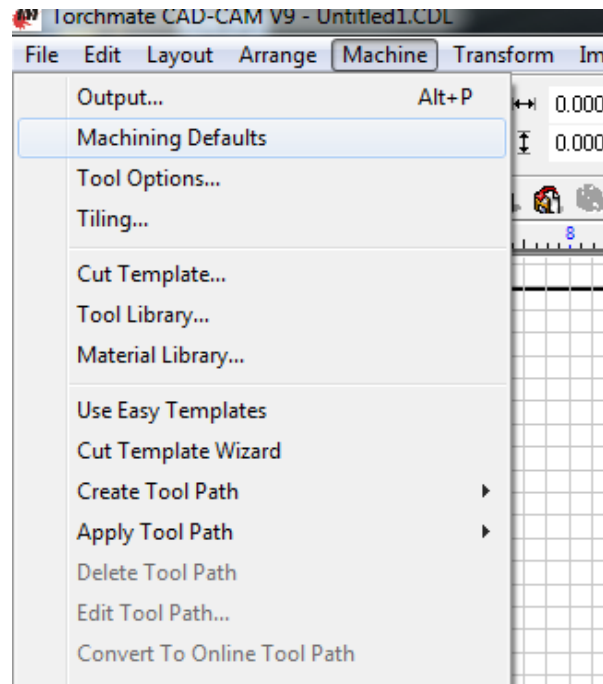 Torchmate CAD-CAM V9 - Untitled1.CDL
File Edit Layout Arrange Machine Transform Im
Output... Alt+P
0.000
Machining Defaults
0.000
Tool Options...
Tiling...
8
Cut Template...
Tool Library...
Material Library...
Use Easy Templates
Cut Template Wizard
Create Tool Path
Apply Tool Path
Delete Tool Path
Edit Tool Path...
Convert To Online Tool Path